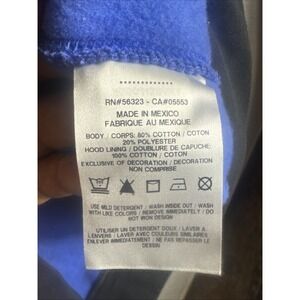 RN#56323 - CA#05553
MADE IN MEXICO
FABRIQUE AU MEXIQUE
BODY / CORPS: 80% COTTON / COTON
20% POLYESTER
HOOD LINING / DOUBLURE DE CAPUCHE:
100% COTTON / COTON
EXCLUSIVE OF DECORATION / DECORATION
NON COMPRISE
USE MILD DETERGENT / WASH INSIDE OUT / WASH
WITH LIKE COLORS / REMOVE IMMEDIATELY / DO
NOT IRON DESIGN
UTILISER UN DETERGENT DOUX / LAVER A
L'ENVERS / LAVER AVEC COULEURS SIMILAIRES
ENLEVER IMMEDIATEMENT / NE PAS REPASSER LE
DESSIN